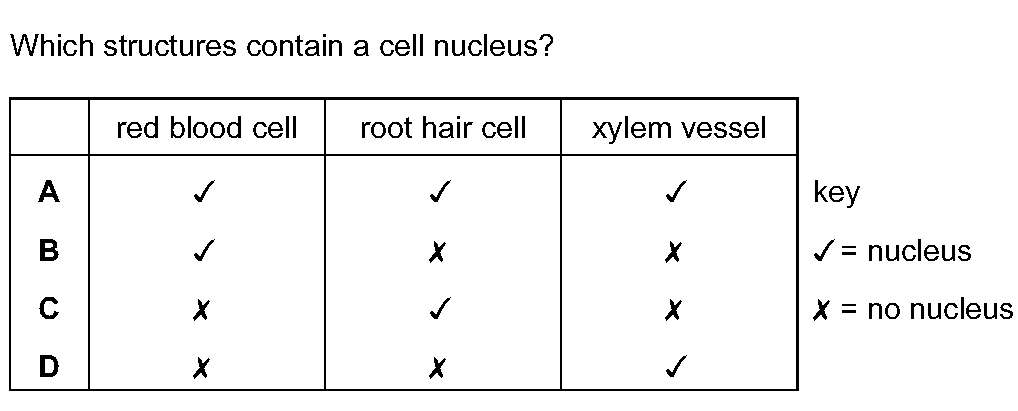 Which structures contain a cell nucleus?
red blood cell root hair cell xylem vessel
A ✓ ✓ ✓ key
B ✓ ✗ ✗ ✓ = nucleus
C ✗ ✓ ✗ ✗ = no nucleus
D ✗ ✗ ✓